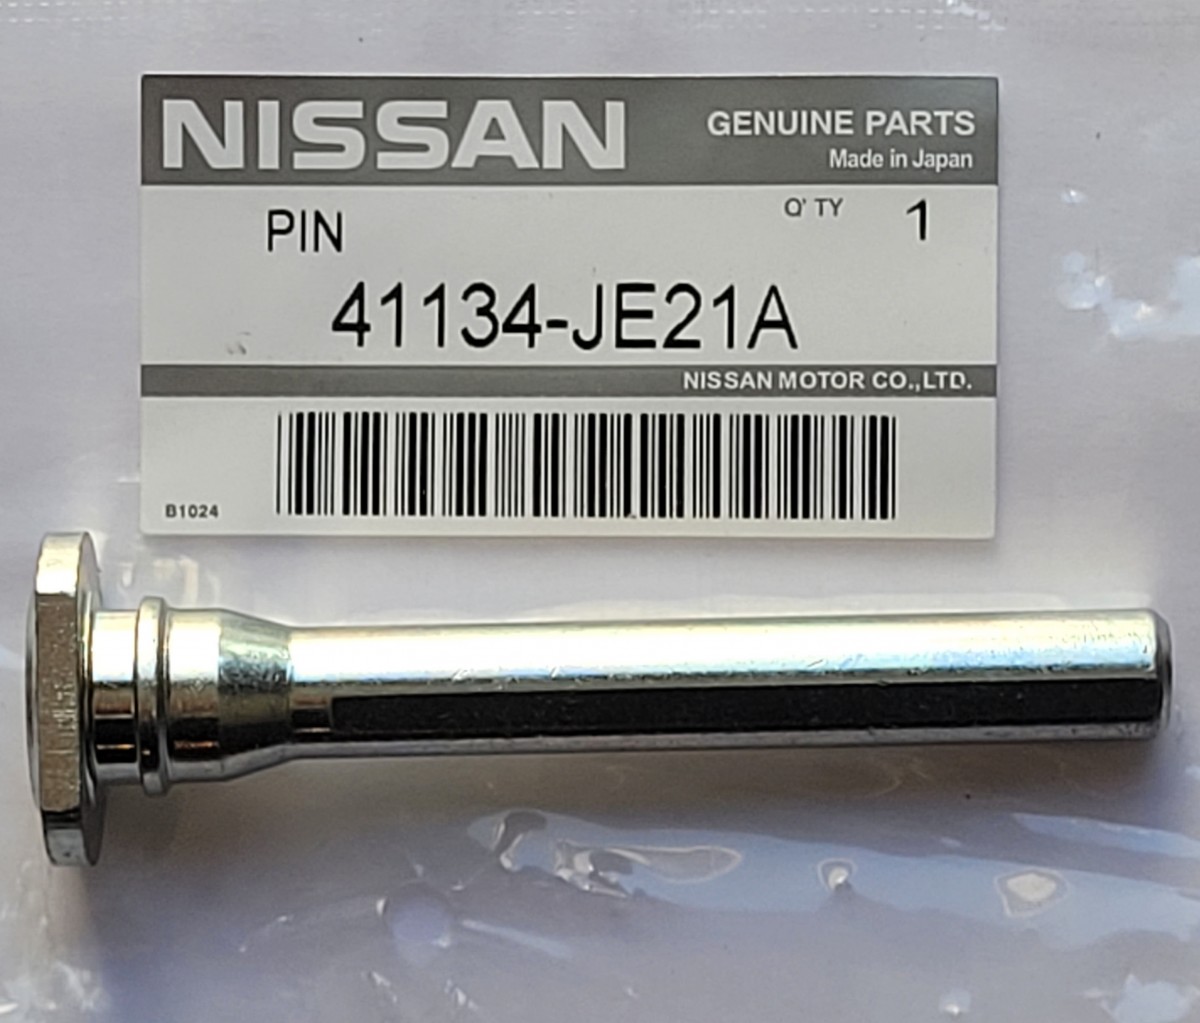 NISSAN
GENUINE PARTS
Made in Japan
PIN
Q' TY 1
41134-JE21A
NISSAN MOTOR CO.,LTD.
B1024